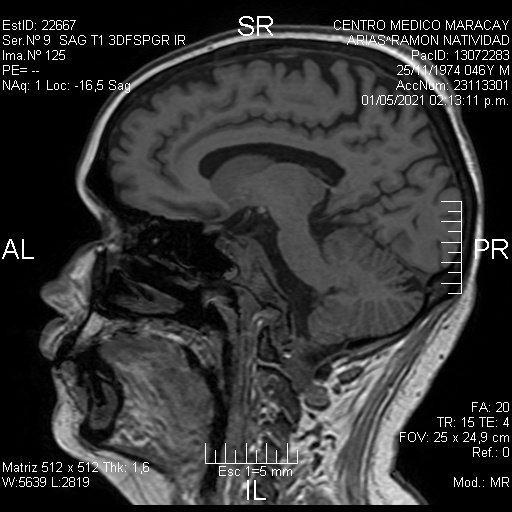 EstID: 22667
Ser.Nº 9 SAG T1 3DFSPGR IR
Ima.Nº 125
PE= --
NAq: 1 Loc: -16,5 Sag
SR
CENTRO MEDICO MARACAY
ARIAS^RAMON NATIVIDAD
PacID: 13072283
25/11/1974 046Y M
AccNum: 23113301
01/05/2021 02:13:11 p.m.
AL
PR
Matriz 512 x 512 Thk: 1,6
W:5639 L:2819
Esc 1=5 mm
IL
FA: 20
TR: 15 TE: 4
FOV: 25 x 24,9 cm
Ref.: 0
Mod.: MR